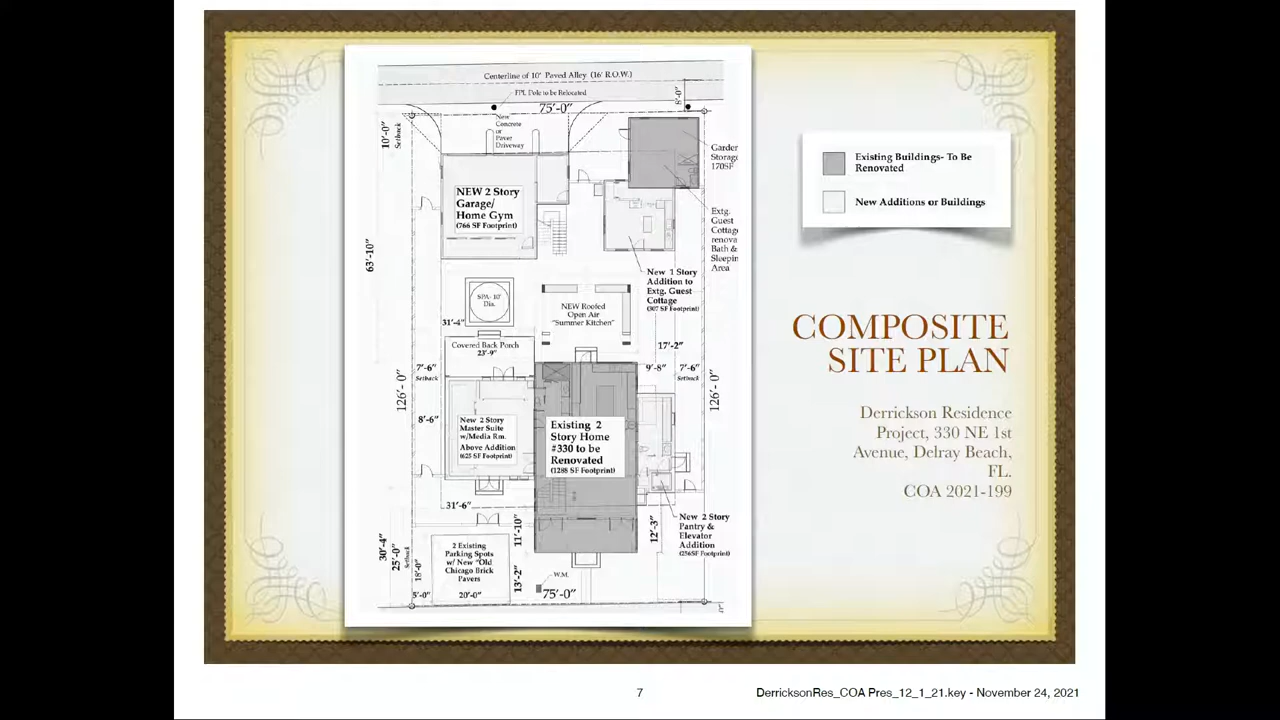 Centerline of 10' Paved Alley (16' R.O.W.)
FPL Pole to be Relocated
75'-0"
8'-0"
10'-0"
Setback
New
Concrete
or
Paver
Driveway
Garden
Storage
170SF
NEW 2 Story
Garage/
Home Gym
(766 SF Footprint)
Extg.
Guest
Cottage
renova
Bath &
Sleepin
Area
63'-10"
New 1 Story
Addition to
Extg. Guest
Cottage
(307 SF Footprint)
SPA- 10'
Dia.
NEW Roofed
Open Air
"Summer Kitchen"
31'-4"
Covered Back Porch
23'-9"
17'-2"
7'-6"
Setback
9'-8"
7'-6"
Setback
126'- 0"
126'- 0"
8'-6"
New 2 Story
Master Suite
w/Media Rm.
Above Addition
(625 SF Footprint)
Existing 2
Story Home
#330 to be
Renovated
(1288 SF Footprint)
31'-6"
New 2 Story
Pantry &
Elevator
Addition
(256SF Footprint)
11'-10"
12'-3"
30'-4"
25'-0"
Setback
18'-0"
2 Existing
Parking Spots
w/ New "Old
Chicago Brick
Pavers
13'-2"
W.M.
5'-0"
20'-0"
75'-0"
Existing Buildings- To Be
Renovated
New Additions or Buildings
COMPOSITE
SITE PLAN
Derrickson Residence
Project, 330 NE 1st
Avenue, Delray Beach,
FL.
COA 2021-199
7
DerricksonRes_COA Pres_12_1_21.key - November 24, 2021